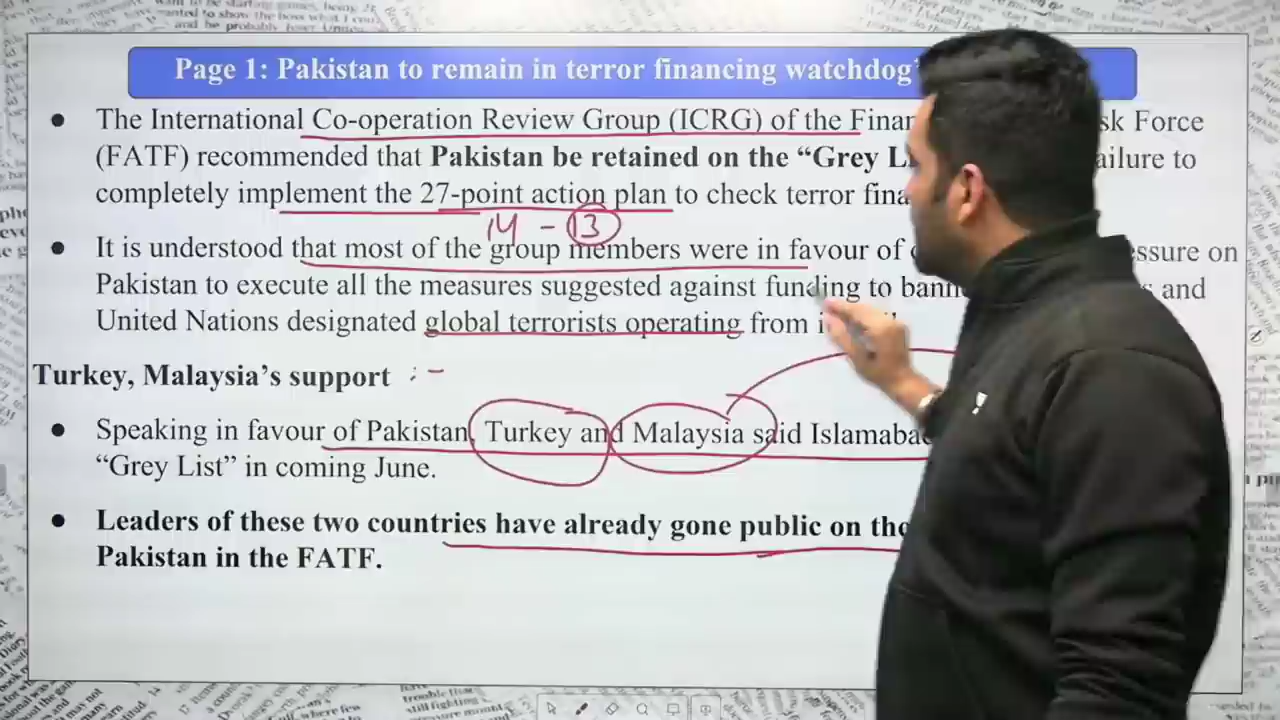 Page 1: Pakistan to remain in terror financing watchdog'
The International Co-operation Review Group (ICRG) of the Finan sk Force
(FATF) recommended that Pakistan be retained on the “Grey Li ailure to
completely implement the 27-point action plan to check terror fina
14 - 13
It is understood that most of the group members were in favour of essure on
Pakistan to execute all the measures suggested against funding to bann and
United Nations designated global terrorists operating from
Turkey, Malaysia’s support :-
Speaking in favour of Pakistan, Turkey and Malaysia said Islamabad
“Grey List” in coming June.
Leaders of these two countries have already gone public on
Pakistan in the FATF.